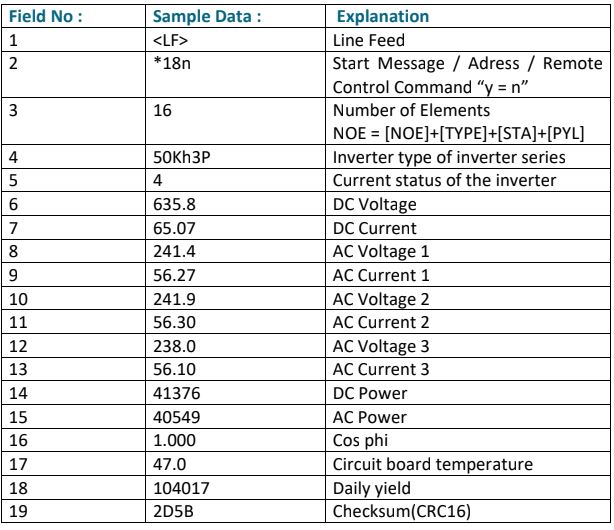 Field No : Sample Data : Explanation
1 <LF> Line Feed
2 *18n Start Message / Adress / Remote
Control Command “y = n”
3 16 Number of Elements
NOE = [NOE]+[TYPE]+[STA]+[PYL]
4 50Kh3P Inverter type of inverter series
5 4 Current status of the inverter
6 635.8 DC Voltage
7 65.07 DC Current
8 241.4 AC Voltage 1
9 56.27 AC Current 1
10 241.9 AC Voltage 2
11 56.30 AC Current 2
12 238.0 AC Voltage 3
13 56.10 AC Current 3
14 41376 DC Power
15 40549 AC Power
16 1.000 Cos phi
17 47.0 Circuit board temperature
18 104017 Daily yield
19 2D5B Checksum(CRC16)